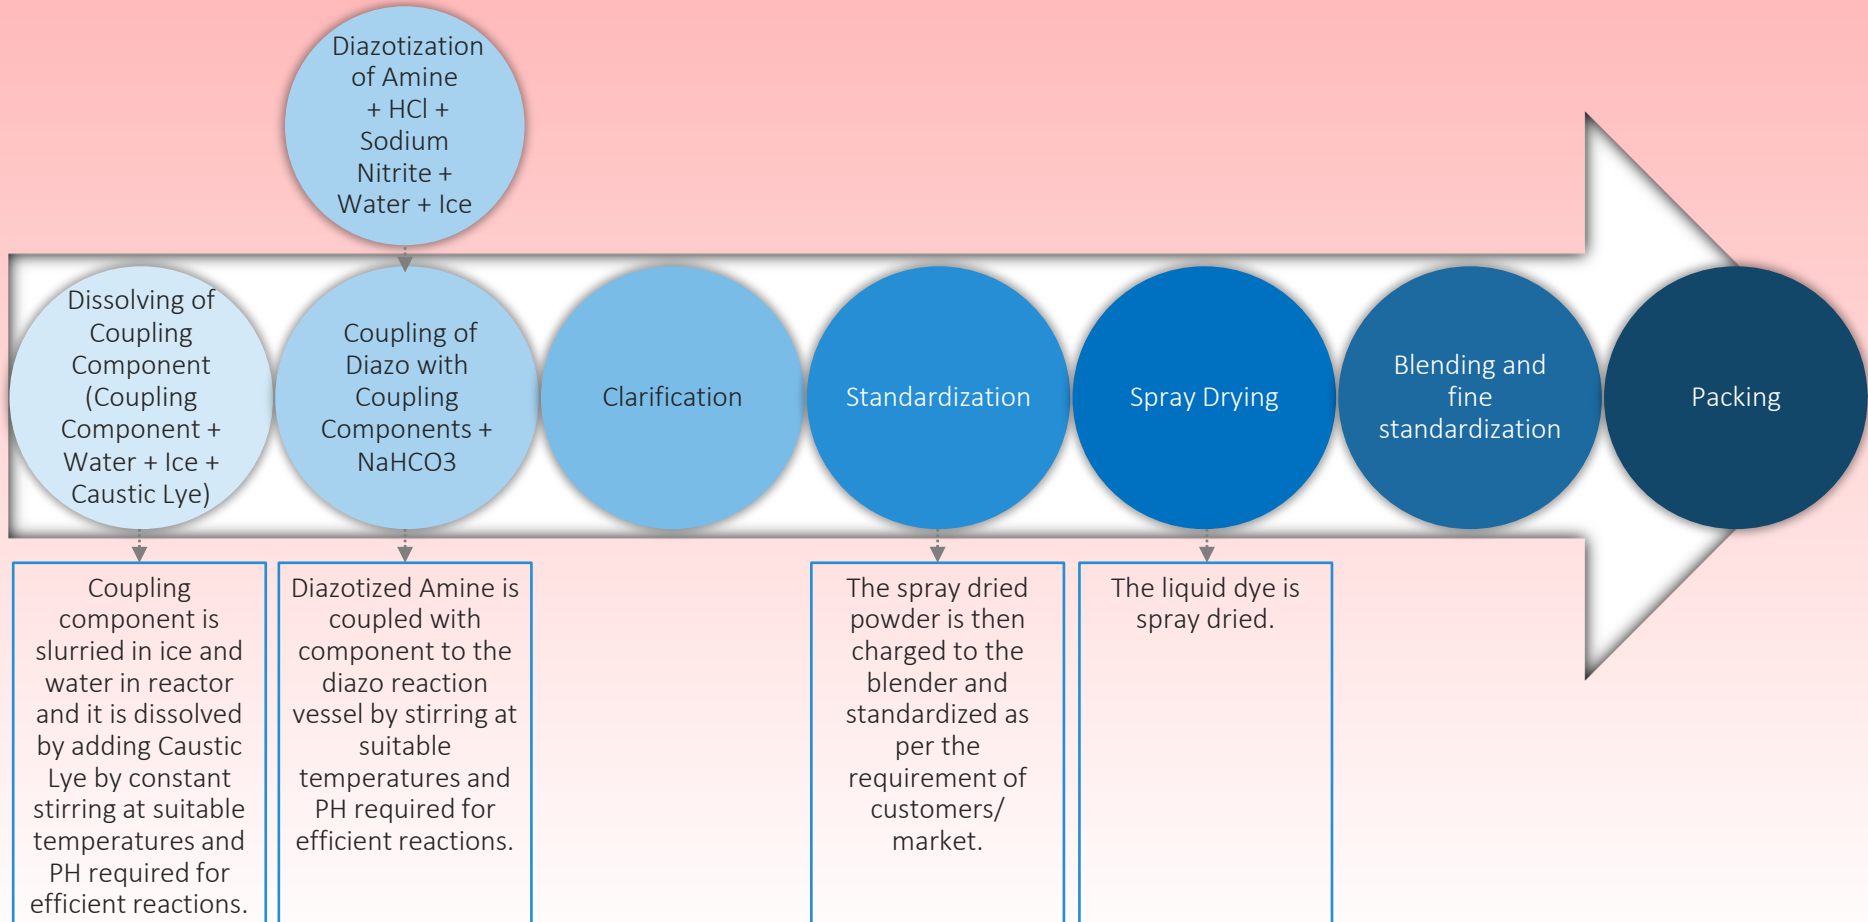 Diazotization
of Amine
+ HCl +
Sodium
Nitrite +
Water + Ice
Dissolving of
Coupling
Component
(Coupling
Component +
Water + Ice +
Caustic Lye)
Coupling of
Diazo with
Coupling
Components +
NaHCO3
Clarification
Standardization
Spray Drying
Blending and
fine
standardization
Packing
Coupling
component is
slurried in ice and
water in reactor
and it is dissolved
by adding Caustic
Lye by constant
stirring at suitable
temperatures and
PH required for
efficient reactions.
Diazotized Amine is
coupled with
component to the
diazo reaction
vessel by stirring at
suitable
temperatures and
PH required for
efficient reactions.
The spray dried
powder is then
charged to the
blender and
standardized as
per the
requirement of
customers/
market.
The liquid dye is
spray dried.